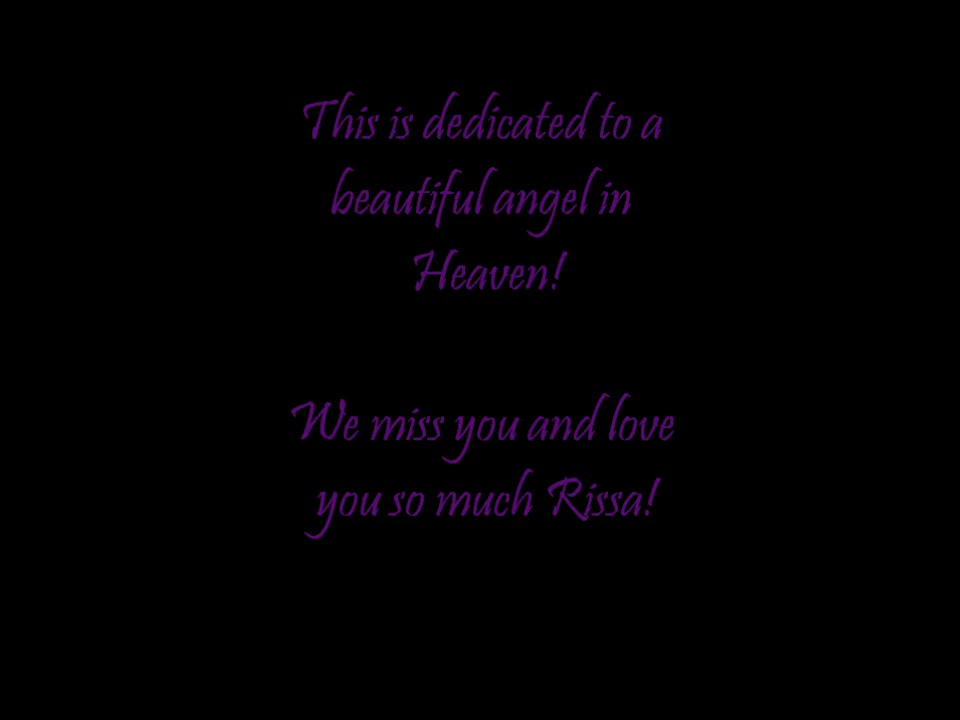 This is dedicated to a
beautiful angel in
Heaven!
We miss you and love
you so much Rissa!